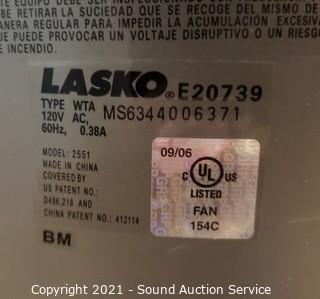 ESTE EQUIPO DEBE SER INSPECCIONADO
BE RETIRAR LA SUCIEDAD QUE SE RECOGE DEL MISMO DE
MANERA REGULAR PARA IMPEDIR LA ACUMULACIÓN EXCESIVA
UE PUEDE PROVOCAR UN VOLTAJE DISRUPTIVO O UN RIESGO
E INCENDIO.
LASKO® E20739
TYPE WTA MS6344006371
120V AC,
60Hz, 0.38A
MODEL: 2551
MADE IN CHINA
COVERED BY
US PATENT NO.:
D486,218 AND
CHINA PATENT NO.: 412114
BM
09/06
C UL US
LISTED
FAN
154C
Copyright 2021 - Sound Auction Service